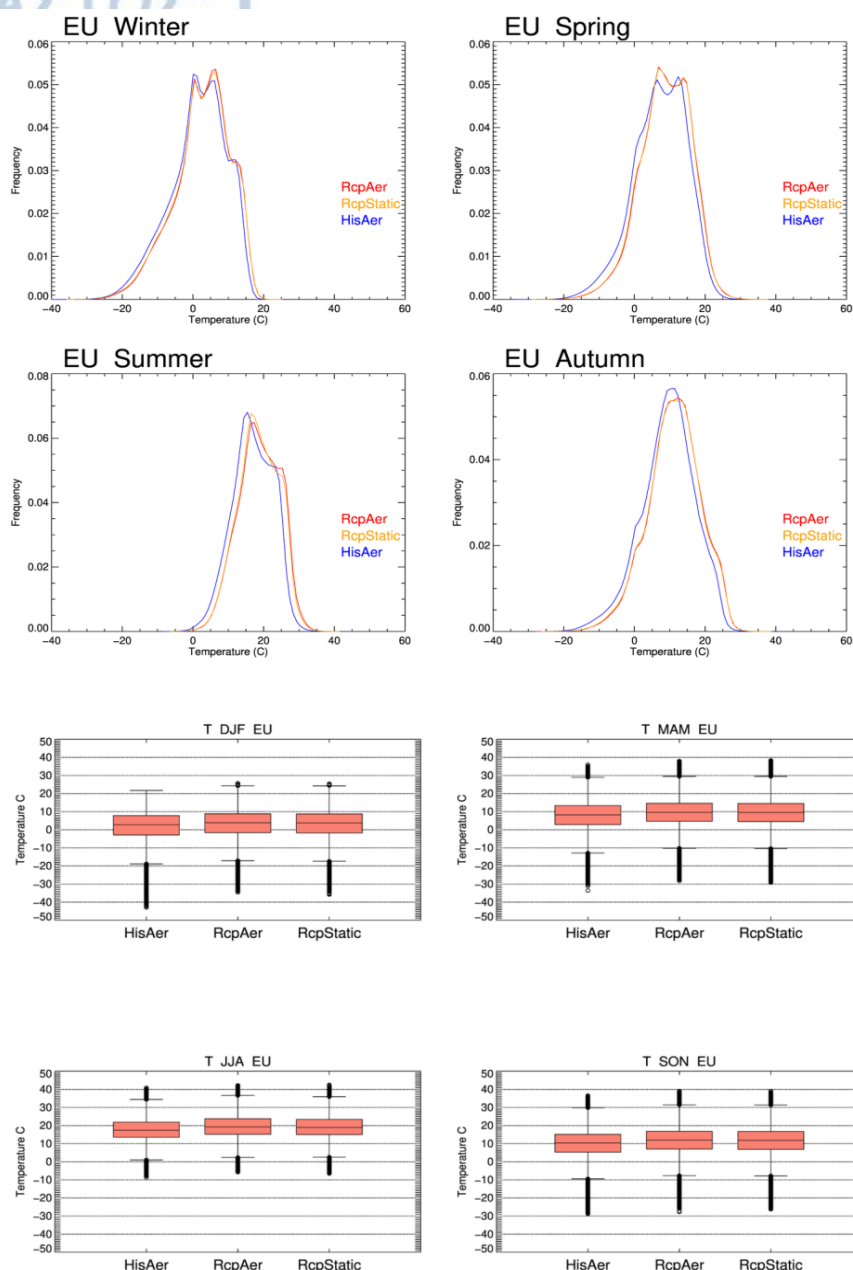 EU Winter
0.06
0.05
0.04
0.03
0.02
0.01
0.00
Frequency
RcpAer
RcpStatic
HisAer
−40 −20 0 20 40 60
Temperature (C)
EU Spring
0.06
0.05
0.04
0.03
0.02
0.01
0.00
Frequency
RcpAer
RcpStatic
HisAer
−40 −20 0 20 40 60
Temperature (C)
EU Summer
0.08
0.06
0.04
0.02
0.00
Frequency
RcpAer
RcpStatic
HisAer
−40 −20 0 20 40 60
Temperature (C)
EU Autumn
0.06
0.04
0.02
0.00
Frequency
RcpAer
RcpStatic
HisAer
−40 −20 0 20 40 60
Temperature (C)
T DJF EU
50
40
30
20
10
0
−10
−20
−30
−40
−50
Temperature C
HisAer RcpAer RcpStatic
T MAM EU
50
40
30
20
10
0
−10
−20
−30
−40
−50
Temperature C
HisAer RcpAer RcpStatic
T JJA EU
50
40
30
20
10
0
−10
−20
−30
−40
−50
Temperature C
HisAer RcpAer RcpStatic
T SON EU
50
40
30
20
10
0
−10
−20
−30
−40
−50
Temperature C
HisAer RcpAer RcpStatic